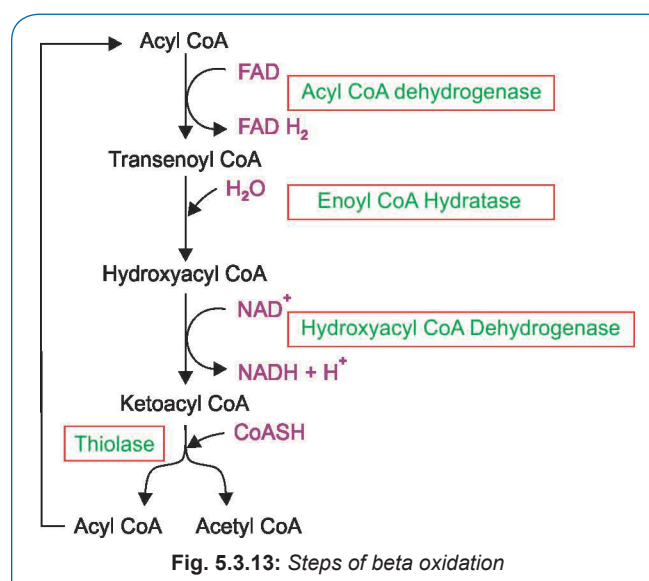 Acyl CoA
FAD
Acyl CoA dehydrogenase
FAD H₂
Transenoyl CoA
H₂O
Enoyl CoA Hydratase
Hydroxyacyl CoA
NAD⁺
Hydroxyacyl CoA Dehydrogenase
NADH + H⁺
Ketoacyl CoA
Thiolase
CoASH
Acyl CoA Acetyl CoA
Fig. 5.3.13: Steps of beta oxidation